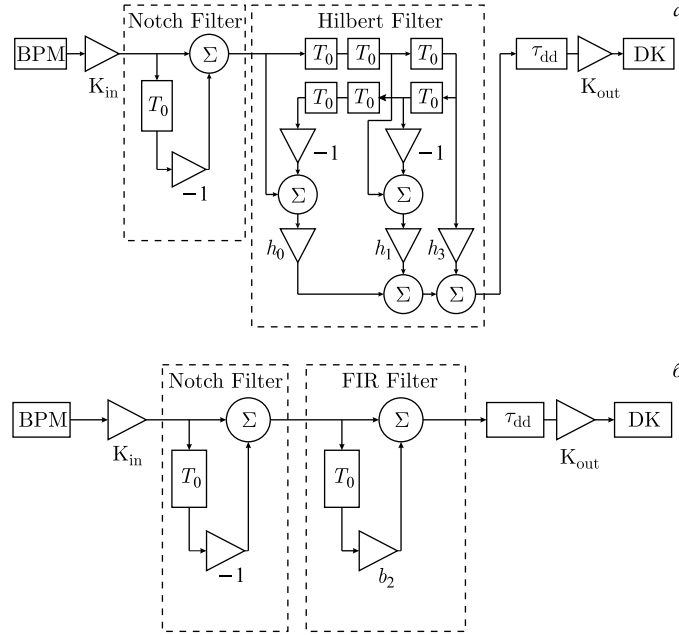 a
Notch Filter
Hilbert Filter
BPM
K_in
Σ
T_0
T_0
T_0
τ_dd
K_out
DK
T_0
T_0
T_0
T_0
−1
−1
−1
Σ
Σ
h_0
h_1
h_3
Σ
Σ
б
Notch Filter
FIR Filter
BPM
K_in
Σ
Σ
τ_dd
K_out
DK
T_0
T_0
−1
b_2